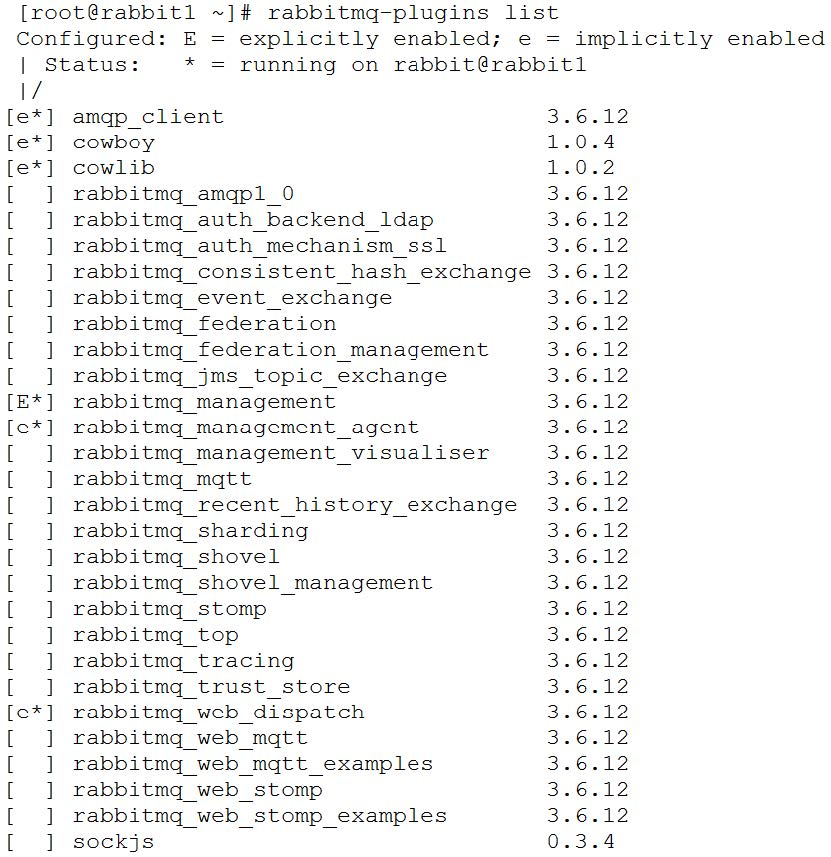 [root@rabbit1 ~]# rabbitmq-plugins list
Configured: E = explicitly enabled; e = implicitly enabled
| Status:   * = running on rabbit@rabbit1
|/
[e*] amqp_client                    3.6.12
[e*] cowboy                         1.0.4
[e*] cowlib                         1.0.2
[  ] rabbitmq_amqp1_0               3.6.12
[  ] rabbitmq_auth_backend_ldap     3.6.12
[  ] rabbitmq_auth_mechanism_ssl    3.6.12
[  ] rabbitmq_consistent_hash_exchange 3.6.12
[  ] rabbitmq_event_exchange        3.6.12
[  ] rabbitmq_federation            3.6.12
[  ] rabbitmq_federation_management 3.6.12
[  ] rabbitmq_jms_topic_exchange    3.6.12
[E*] rabbitmq_management            3.6.12
[e*] rabbitmq_management_agent      3.6.12
[  ] rabbitmq_management_visualiser 3.6.12
[  ] rabbitmq_mqtt                  3.6.12
[  ] rabbitmq_recent_history_exchange 3.6.12
[  ] rabbitmq_sharding              3.6.12
[  ] rabbitmq_shovel                3.6.12
[  ] rabbitmq_shovel_management     3.6.12
[  ] rabbitmq_stomp                 3.6.12
[  ] rabbitmq_top                   3.6.12
[  ] rabbitmq_tracing               3.6.12
[  ] rabbitmq_trust_store           3.6.12
[e*] rabbitmq_web_dispatch          3.6.12
[  ] rabbitmq_web_mqtt              3.6.12
[  ] rabbitmq_web_mqtt_examples     3.6.12
[  ] rabbitmq_web_stomp             3.6.12
[  ] rabbitmq_web_stomp_examples    3.6.12
[  ] sockjs                         0.3.4